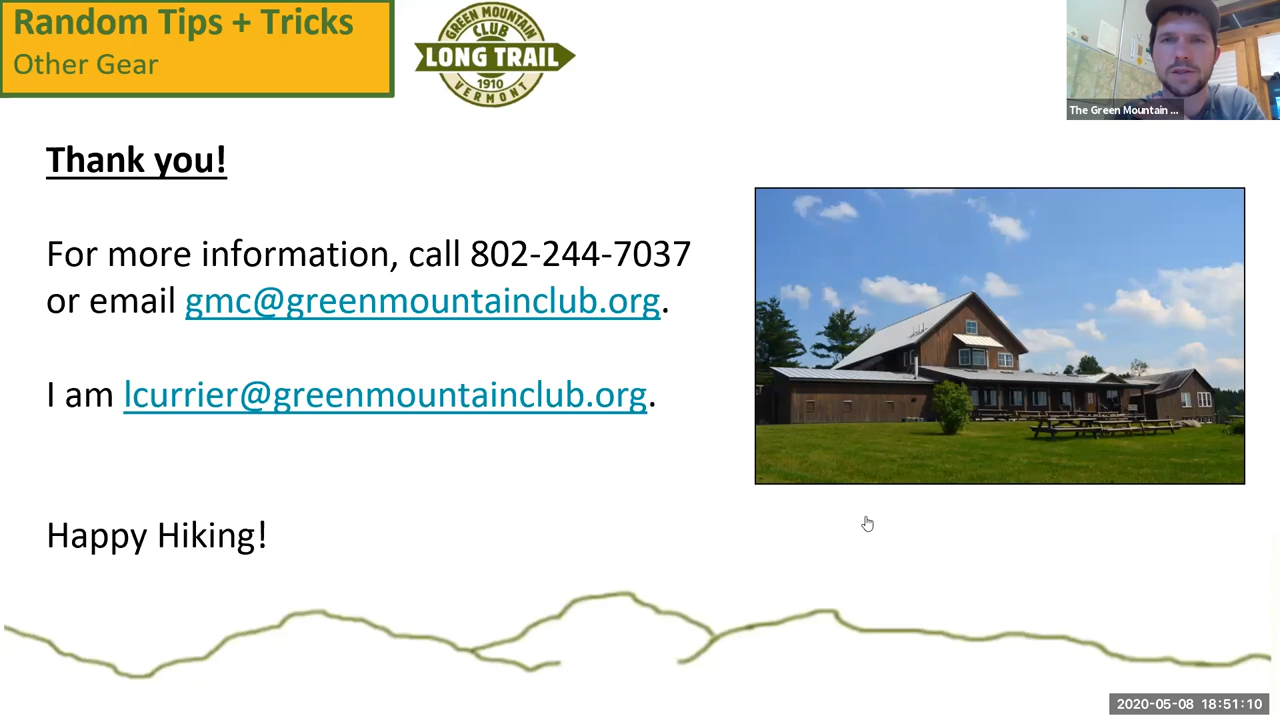 Random Tips + Tricks
Other Gear
GREEN MOUNTAIN
CLUB
LONG TRAIL
1910
VERMONT
The Green Mountain ...
Thank you!
For more information, call 802-244-7037
or email gmc@greenmountainclub.org.
I am lcurrier@greenmountainclub.org.
Happy Hiking!
2020-05-08 18:51:10